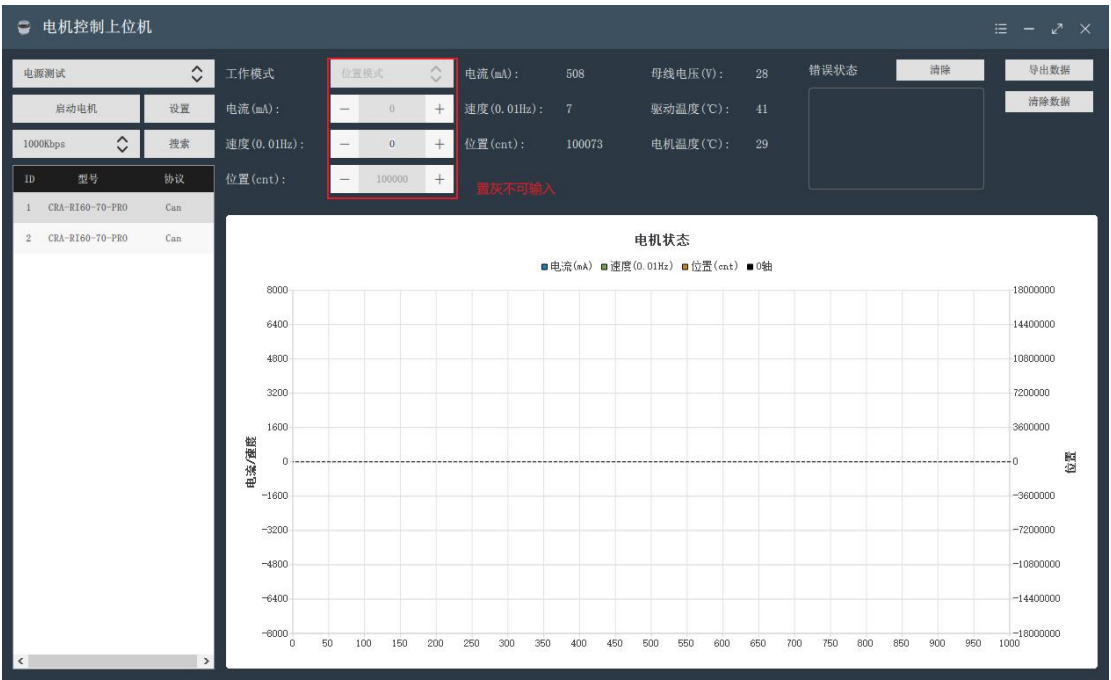 电机控制上位机
电源测试
启动电机 设置
1000Kbps 搜索
ID 型号 协议
1 CRA-RI60-70-PRO Can
2 CRA-RI60-70-PRO Can
工作模式 位置模式
电流(mA): － 0 ＋
速度(0.01Hz): － 0 ＋
位置(cnt): － 100000 ＋
置灰不可输入
电流(mA): 508 母线电压(V): 28
速度(0.01Hz): 7 驱动温度(℃): 41
位置(cnt): 100073 电机温度(℃): 29
错误状态 清除
导出数据
清除数据
电机状态
电流(mA) 速度(0.01Hz) 位置(cnt) 0轴
8000 18000000
6400 14400000
4800 10800000
3200 7200000
1600 3600000
0 0
-1600 -3600000
-3200 -7200000
-4800 -10800000
-6400 -14400000
-8000 -18000000
电流/速度
位置
0 50 100 150 200 250 300 350 400 450 500 550 600 650 700 750 800 850 900 950 1000